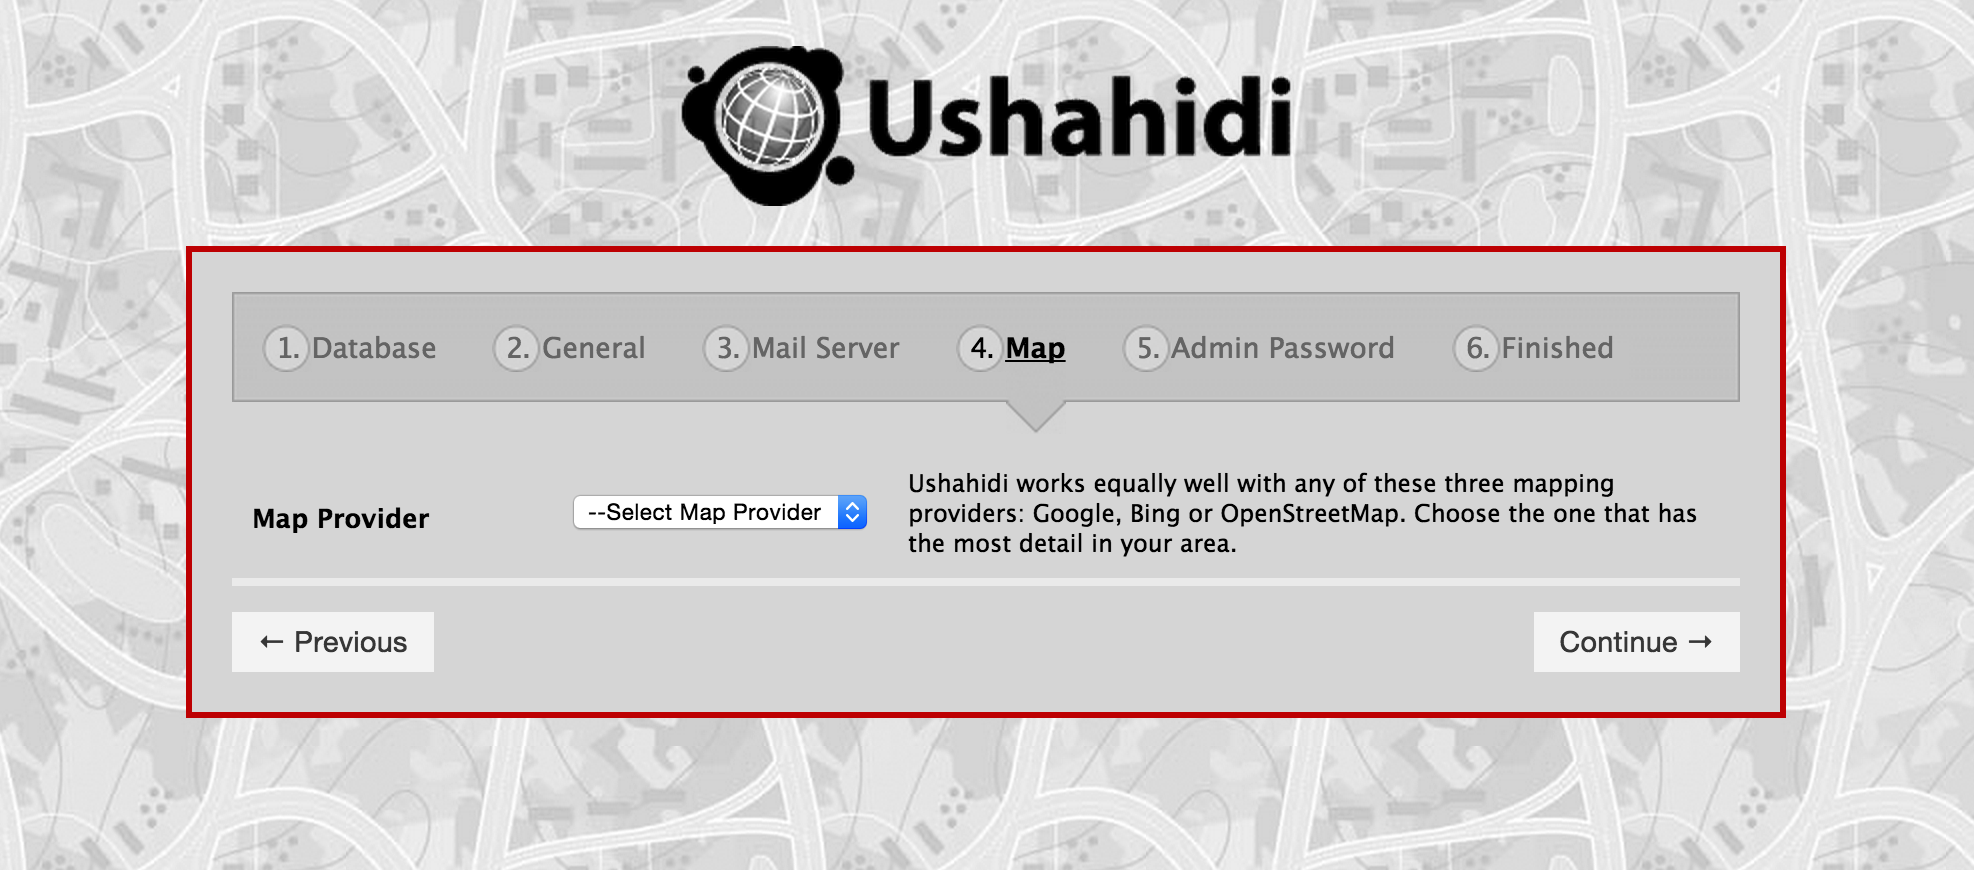 Ushahidi
1. Database 2. General 3. Mail Server 4. Map 5. Admin Password 6. Finished
Map Provider
--Select Map Provider
Ushahidi works equally well with any of these three mapping
providers: Google, Bing or OpenStreetMap. Choose the one that has
the most detail in your area.
← Previous
Continue →